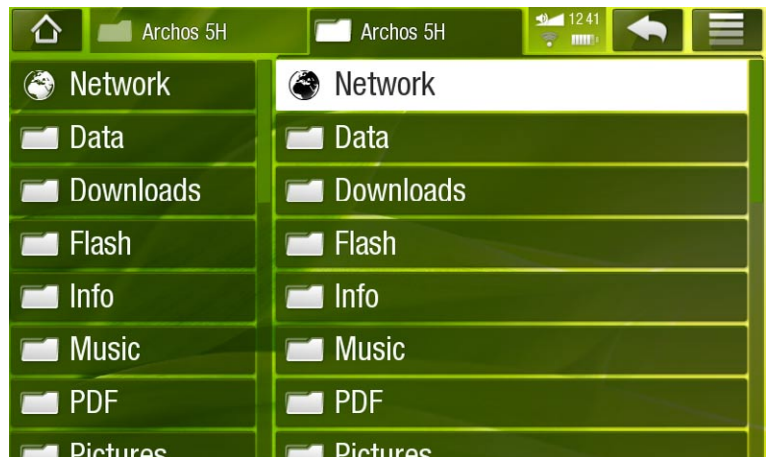 Archos 5H
Archos 5H
12 41
Network
Data
Downloads
Flash
Info
Music
PDF
Pictures
Network
Data
Downloads
Flash
Info
Music
PDF
Pictures